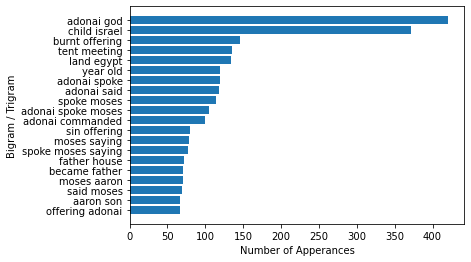 adonai god
child israel
burnt offering
tent meeting
land egypt
year old
adonai spoke
adonai said
spoke moses
adonai spoke moses
adonai commanded
sin offering
moses saying
spoke moses saying
father house
became father
moses aaron
said moses
aaron son
offering adonai
Bigram / Trigram
0 50 100 150 200 250 300 350 400
Number of Apperances